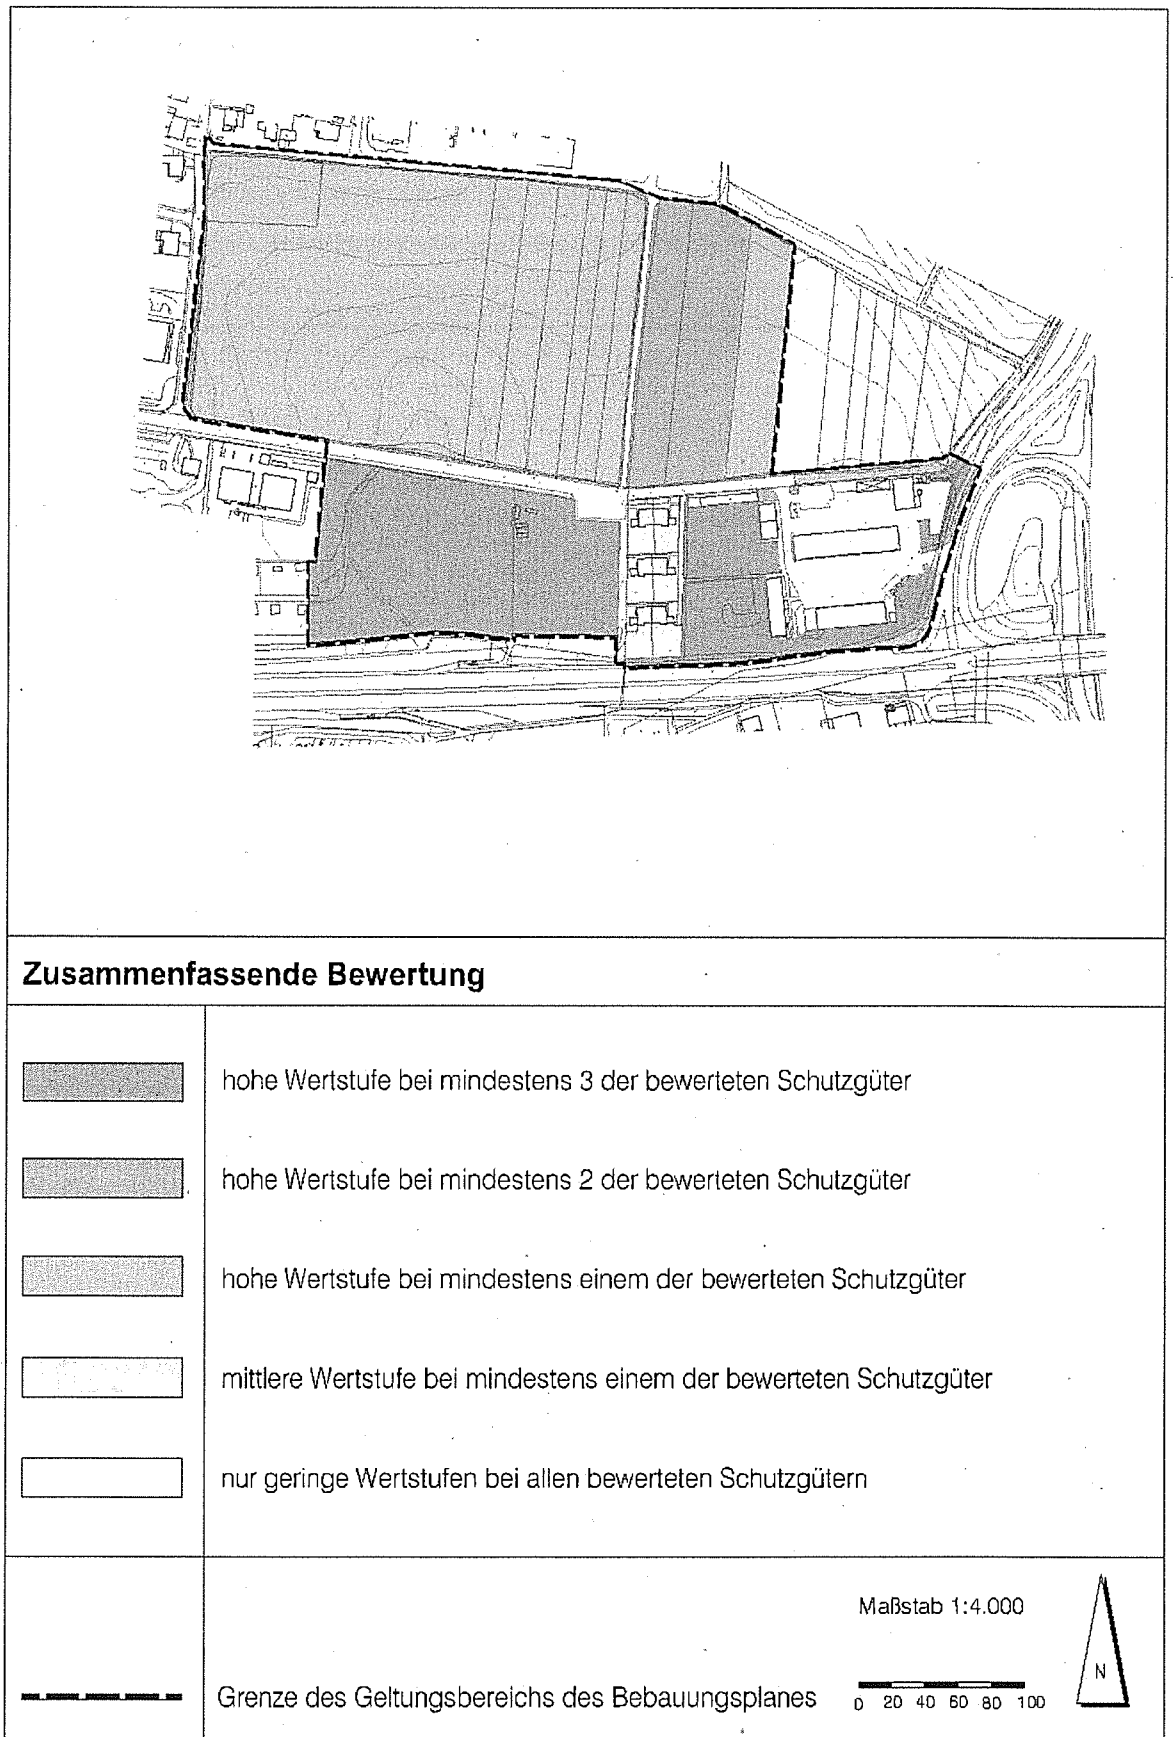 Zusammenfassende Bewertung
hohe Wertstufe bei mindestens 3 der bewerteten Schutzgüter
hohe Wertstufe bei mindestens 2 der bewerteten Schutzgüter
hohe Wertstufe bei mindestens einem der bewerteten Schutzgüter
mittlere Wertstufe bei mindestens einem der bewerteten Schutzgüter
nur geringe Wertstufen bei allen bewerteten Schutzgütern
Maßstab 1:4.000
N
Grenze des Geltungsbereichs des Bebauungsplanes
0 20 40 60 80 100